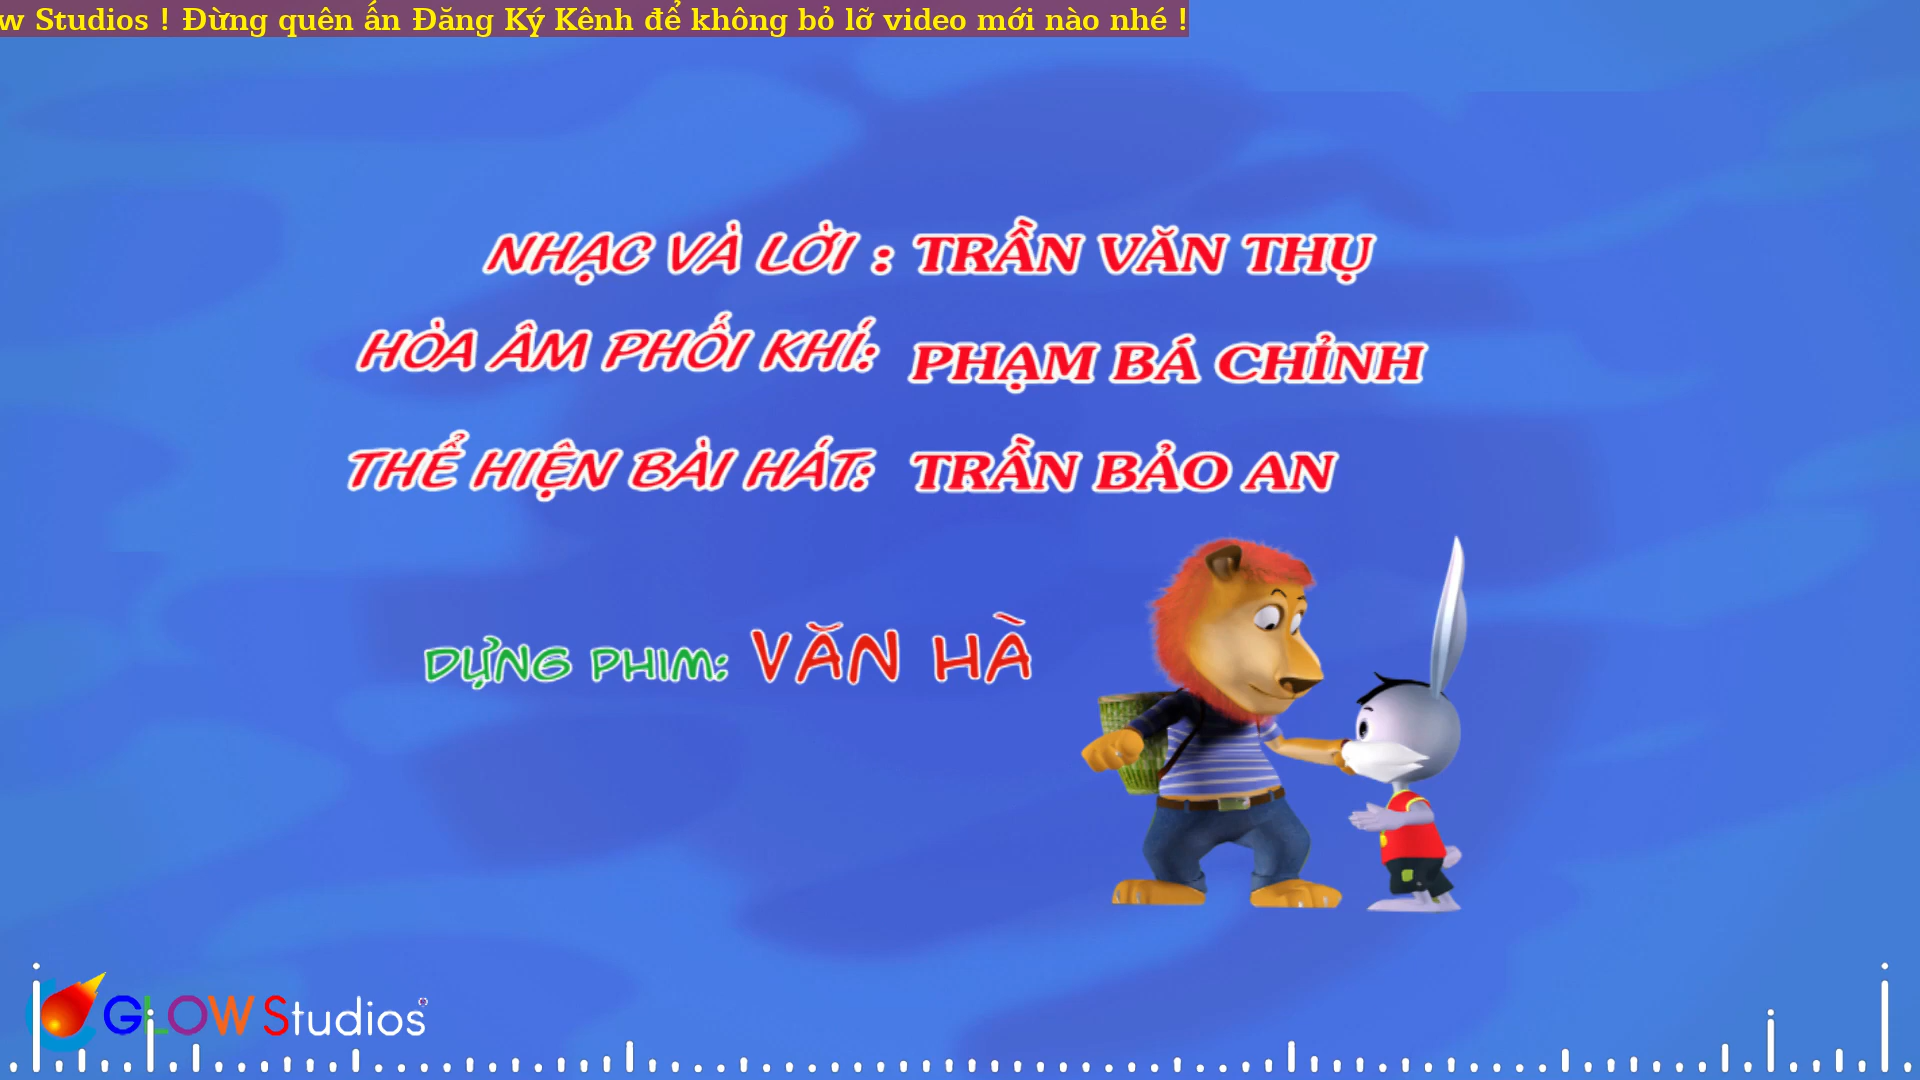 w Studios ! Đừng quên ấn Đăng Ký Kênh để không bỏ lỡ video mới nào nhé !
NHẠC VÀ LỜI : TRẦN VĂN THỤ
HÒA ÂM PHỐI KHÍ: PHẠM BÁ CHỈNH
THỂ HIỆN BÀI HÁT: TRẦN BẢO AN
DỰNG PHIM: VĂN HÀ
GLOW Studios